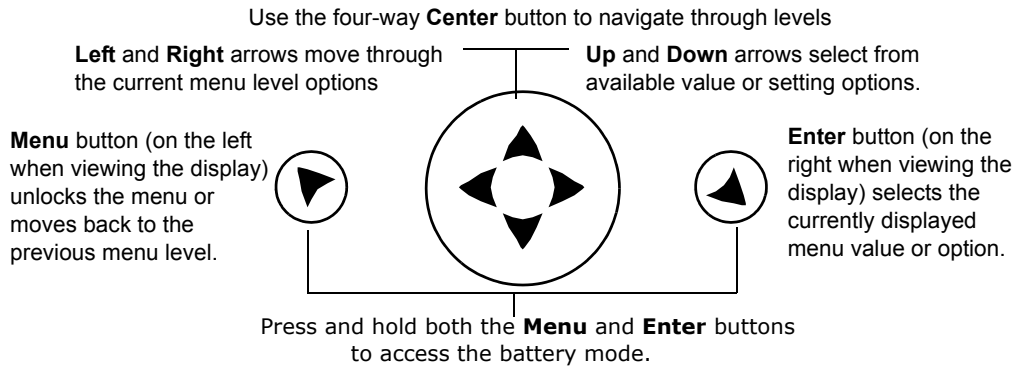 Use the four-way Center button to navigate through levels
Left and Right arrows move through
the current menu level options
Up and Down arrows select from
available value or setting options.
Menu button (on the left
when viewing the display)
unlocks the menu or
moves back to the
previous menu level.
Enter button (on the
right when viewing the
display) selects the
currently displayed
menu value or option.
Press and hold both the Menu and Enter buttons
to access the battery mode.